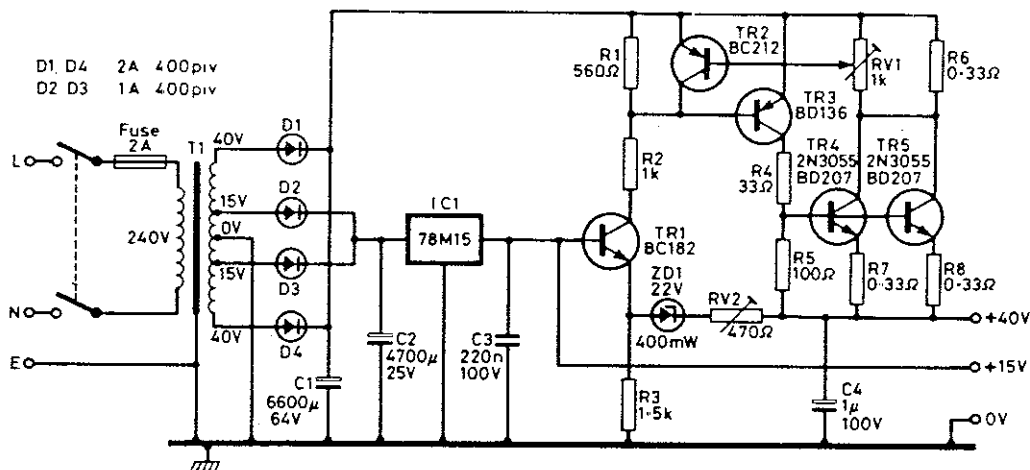 D1, D4 2A 400piv
D2 D3 1A 400piv
Fuse
2A
L
N
E
240V
T1
40V
15V
0V
15V
40V
D1
D2
D3
D4
C1
6600µ
64V
IC1
78M15
C2
4700µ
25V
C3
220n
100V
R1
560Ω
R2
1k
TR1
BC182
R3
1·5k
ZD1
22V
400mW
RV2
470Ω
TR2
BC212
TR3
BD136
RV1
1k
R6
0·33Ω
R4
33Ω
TR4
2N3055
BD207
TR5
2N3055
BD207
R5
100Ω
R7
0·33Ω
R8
0·33Ω
C4
1µ
100V
+40V
+15V
0V